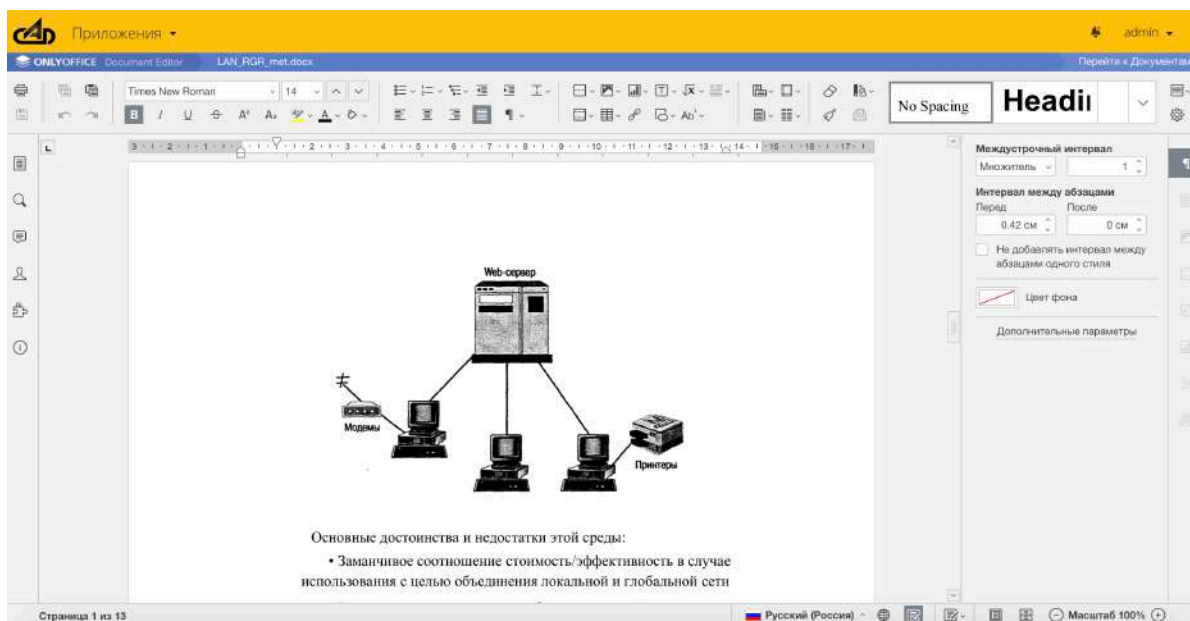 Приложения
admin
ONLYOFFICE Document Editor LAN_RGR_met.docx Перейти к Документам
Times New Roman 14
No Spacing
Междустрочный интервал
Множитель 1
Интервал между абзацами
Перед После
0.42 см 0 см
Не добавлять интервал между
абзацами одного стиля
Цвет фона
Дополнительные параметры
Web-сервер
Модемы
Принтеры
Основные достоинства и недостатки этой среды:
• Заманчивое соотношение стоимость/эффективность в случае
использования с целью объединения локальной и глобальной сети
Страница 1 из 13 Русский (Россия) Масштаб 100%